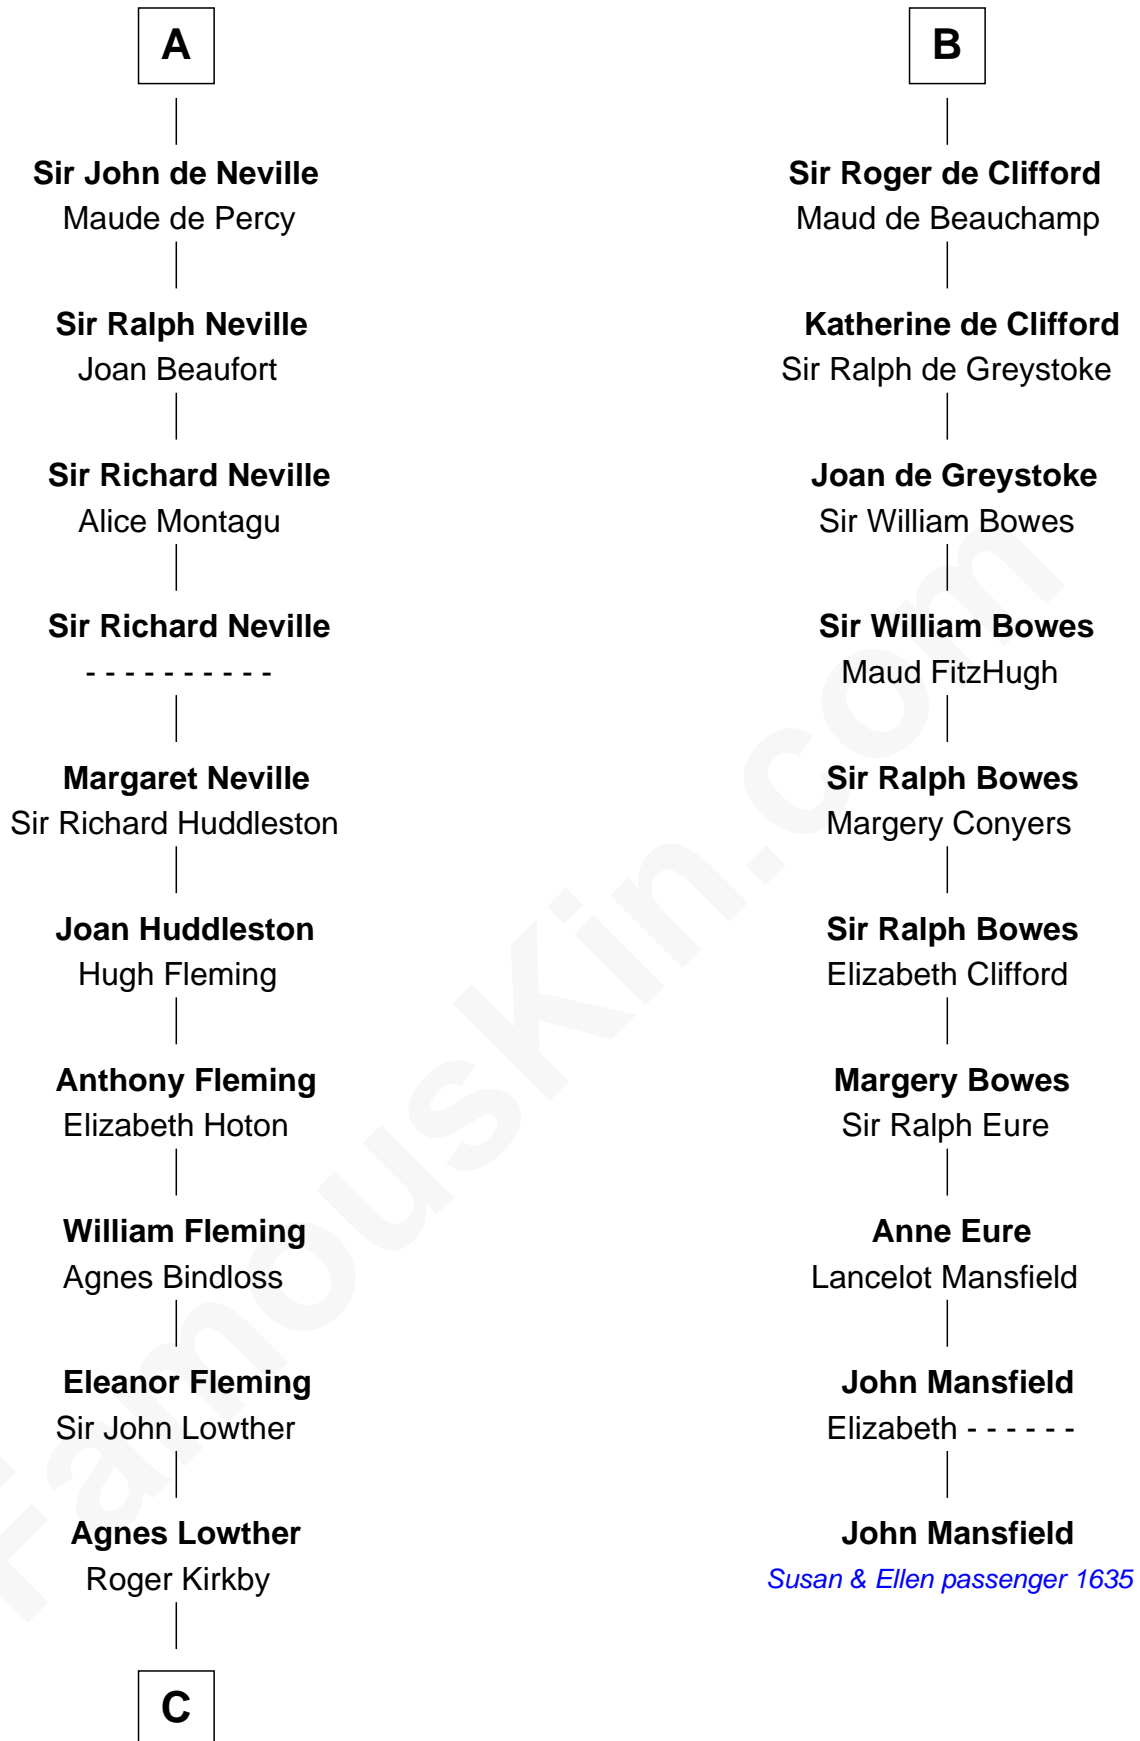 A
Sir John de Neville
Maude de Percy
Sir Ralph Neville
Joan Beaufort
Sir Richard Neville
Alice Montagu
Sir Richard Neville
- - - - - - - - - -
Margaret Neville
Sir Richard Huddleston
Joan Huddleston
Hugh Fleming
Anthony Fleming
Elizabeth Hoton
William Fleming
Agnes Bindloss
Eleanor Fleming
Sir John Lowther
Agnes Lowther
Roger Kirkby
C
B
Sir Roger de Clifford
Maud de Beauchamp
Katherine de Clifford
Sir Ralph de Greystoke
Joan de Greystoke
Sir William Bowes
Sir William Bowes
Maud FitzHugh
Sir Ralph Bowes
Margery Conyers
Sir Ralph Bowes
Elizabeth Clifford
Margery Bowes
Sir Ralph Eure
Anne Eure
Lancelot Mansfield
John Mansfield
Elizabeth - - - - - -
John Mansfield
Susan & Ellen passenger 1635
FamousKin.com